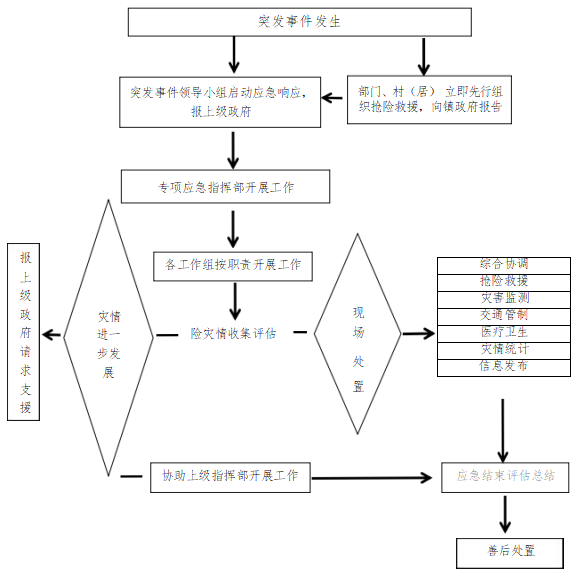 突发事件发生
突发事件领导小组启动应急响应，
报上级政府
部门、村（居） 立即先行组
织抢险救援，向镇政府报告
专项应急指挥部开展工作
各工作组按职责开展工作
报上级政府请求支援
灾情
进一
步发
展
险灾情收集评估
现
场
处
置
综合协调
抢险救援
灾害监测
交通管制
医疗卫生
灾情统计
信息发布
协助上级指挥部开展工作
应急结束评估总结
善后处置